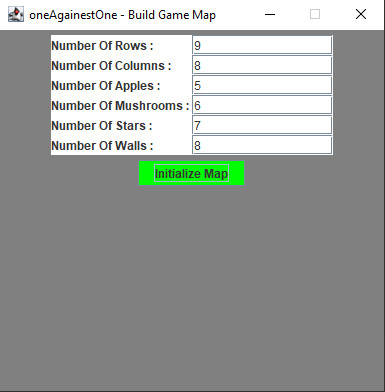 oneAgainestOne - Build Game Map
Number Of Rows : 9
Number Of Columns : 8
Number Of Apples : 5
Number Of Mushrooms : 6
Number Of Stars : 7
Number Of Walls : 8
Initialize Map